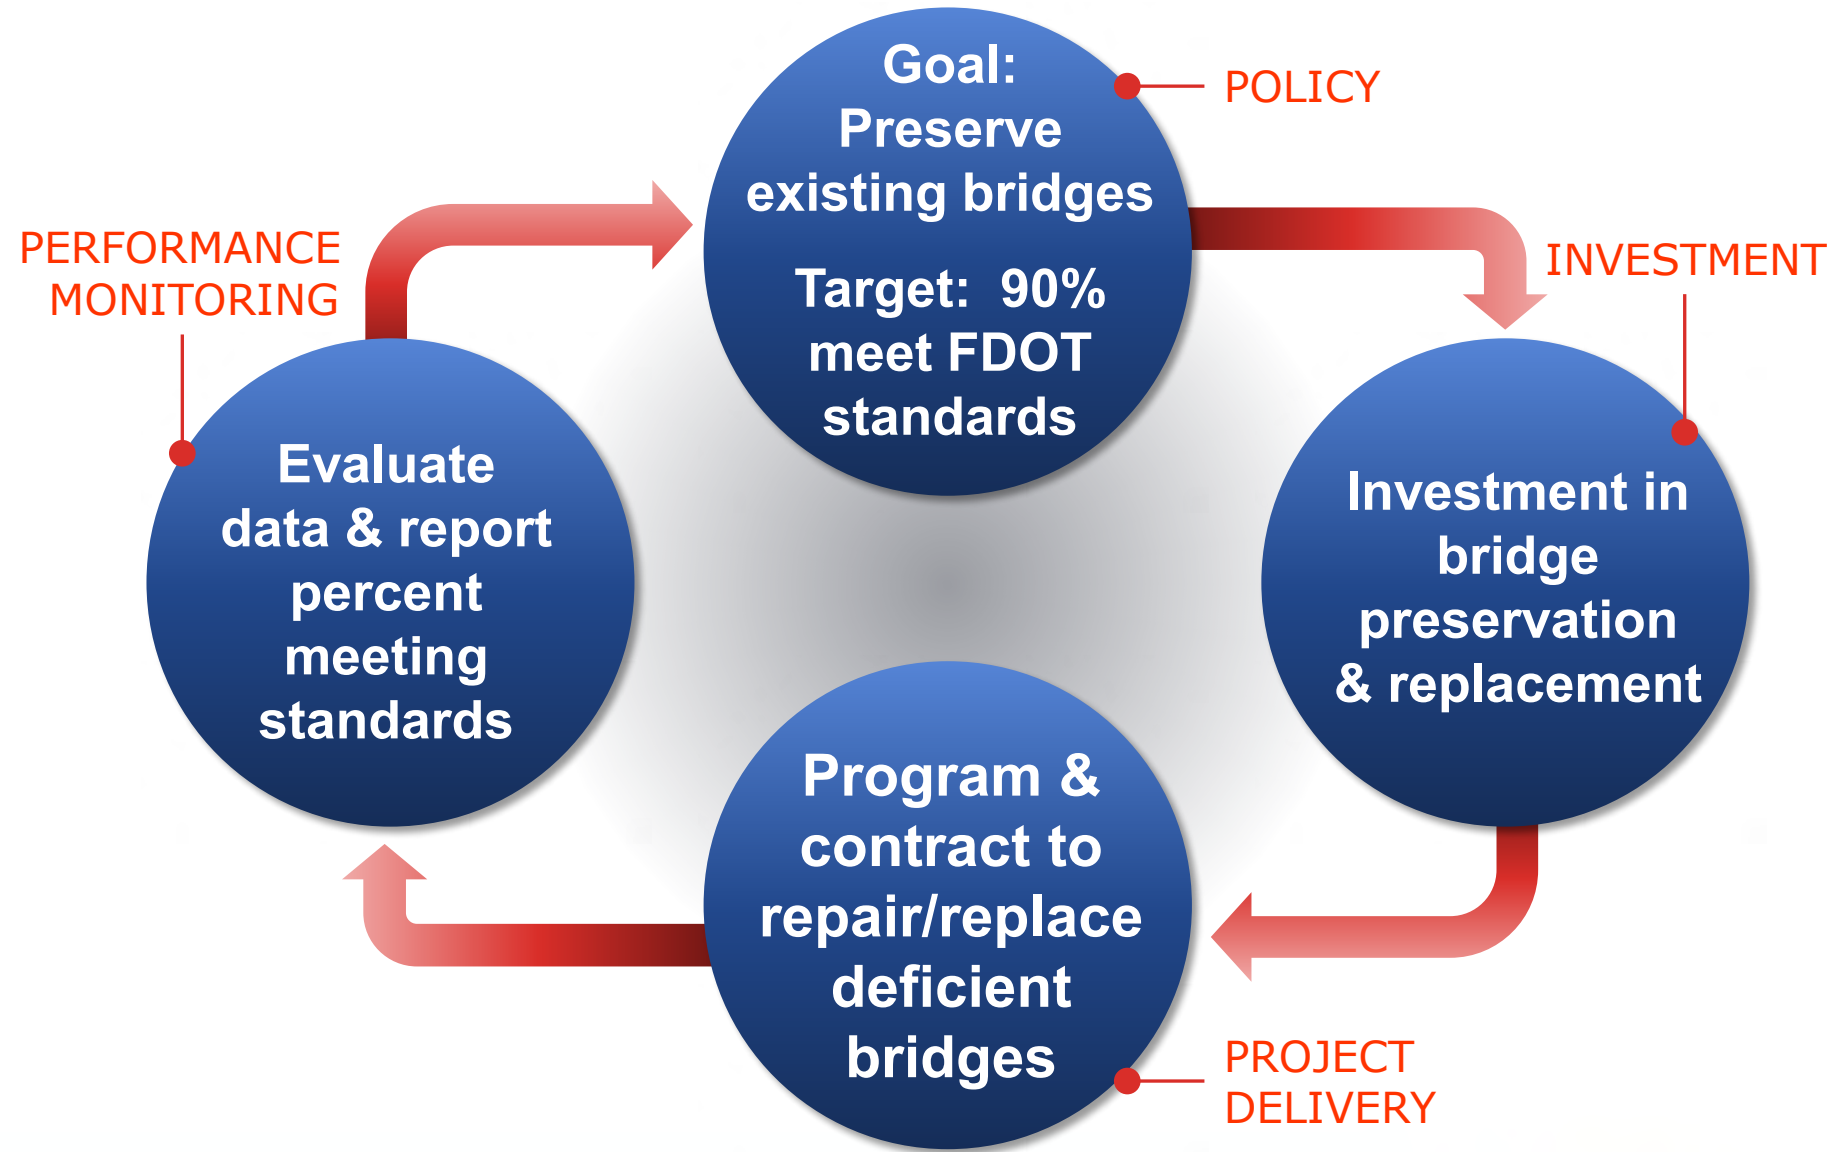 Goal:
Preserve
existing bridges
Target: 90%
meet FDOT
standards
POLICY
INVESTMENT
Investment in
bridge
preservation
& replacement
Program &
contract to
repair/replace
deficient
bridges
PROJECT
DELIVERY
PERFORMANCE
MONITORING
Evaluate
data & report
percent
meeting
standards